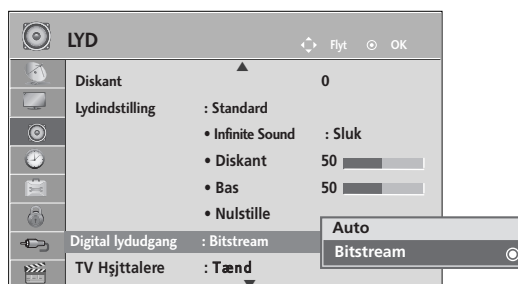 LYD Flyt OK
Diskant 0
Lydindstilling : Standard
• Infinite Sound : Sluk
• Diskant 50
• Bas 50
• Nulstille
Digital lydudgang : Bitstream
TV Hşjttalere : Tænd
Auto
Bitstream